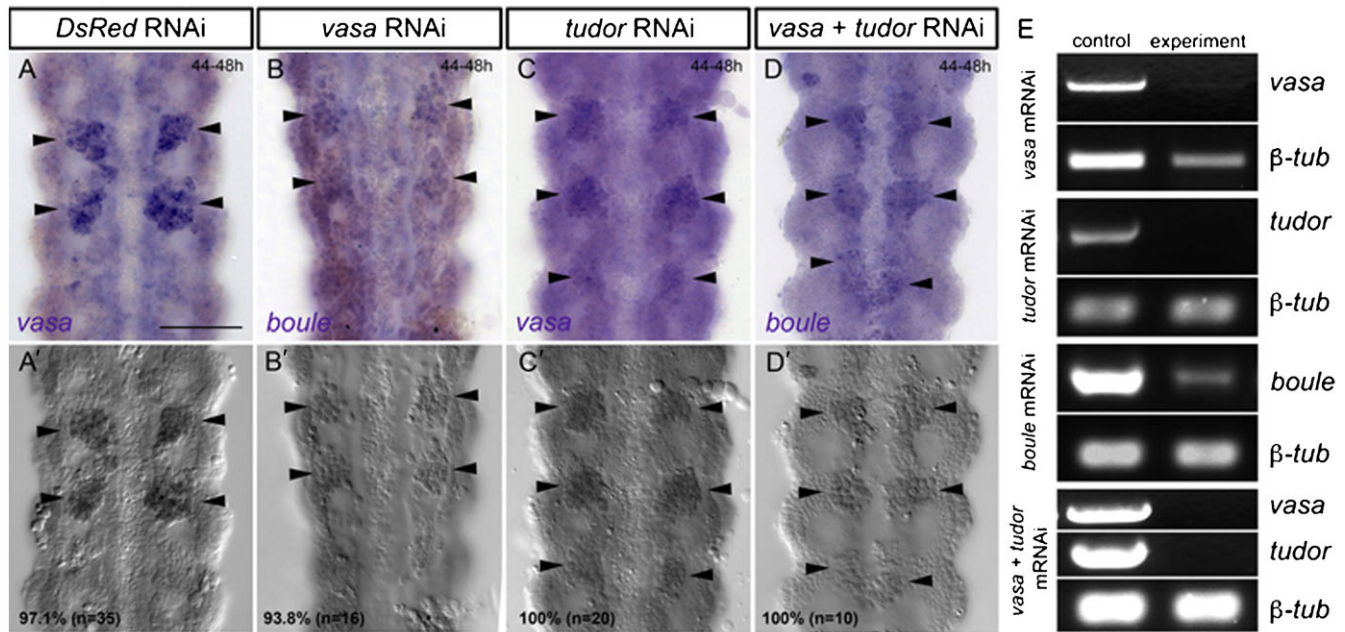 DsRed RNAi
vasa RNAi
tudor RNAi
vasa + tudor RNAi
A
44-48h
vasa
B
44-48h
boule
C
44-48h
vasa
D
44-48h
boule
A′
97.1% (n=35)
B′
93.8% (n=16)
C′
100% (n=20)
D′
100% (n=10)
E
control experiment
vasa mRNAi
vasa
β-tub
tudor mRNAi
tudor
β-tub
boule mRNAi
boule
β-tub
vasa + tudor
mRNAi
vasa
tudor
β-tub